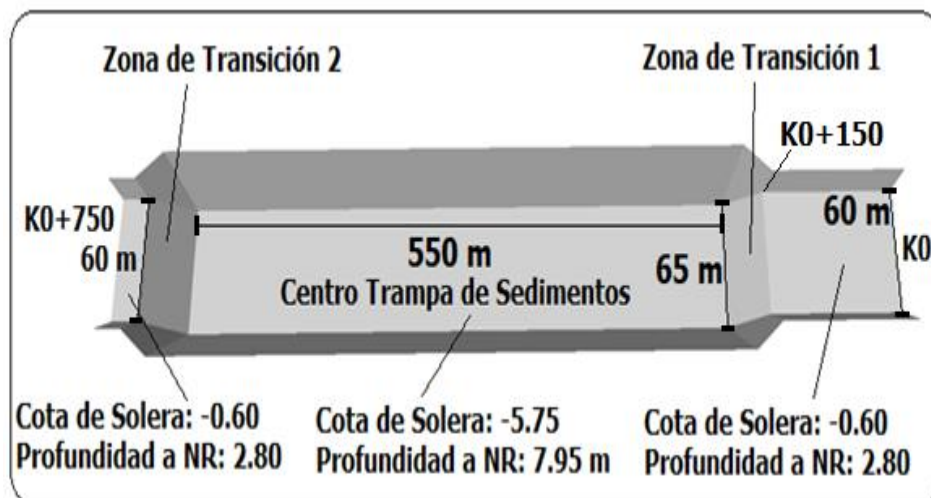 Zona de Transición 2
Zona de Transición 1
K0+150
K0+750
60 m
60 m
K0
550 m
65 m
Centro Trampa de Sedimentos
Cota de Solera: -0.60
Profundidad a NR: 2.80
Cota de Solera: -5.75
Profundidad a NR: 7.95 m
Cota de Solera: -0.60
Profundidad a NR: 2.80